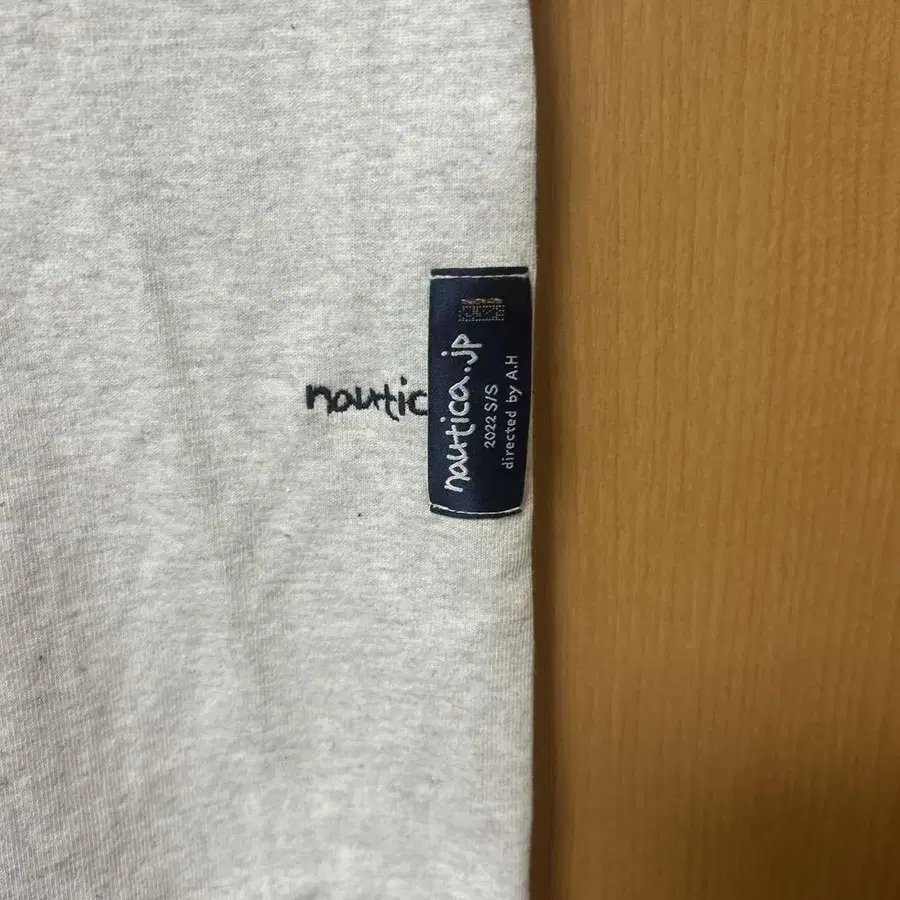 nautic
nautica.jp
2022 S/S
directed by A.H